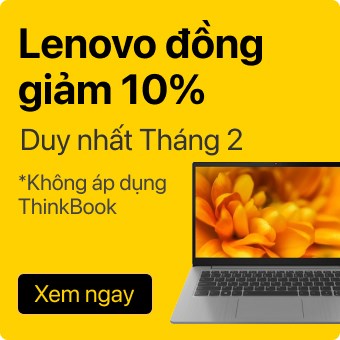 Lenovo đồng
giảm 10%
Duy nhất Tháng 2
*Không áp dụng
ThinkBook
Xem ngay